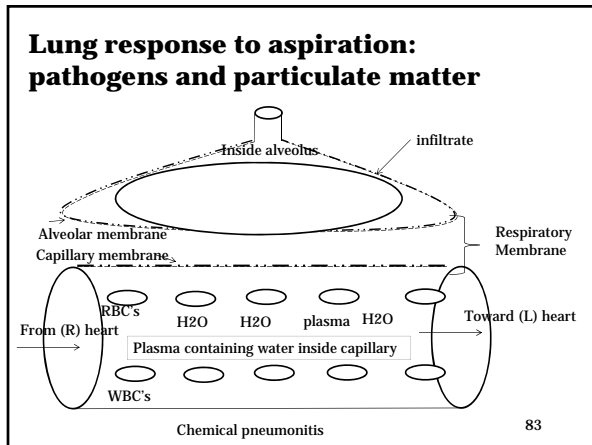 Lung response to aspiration:
pathogens and particulate matter
Inside alveolus
infiltrate
Alveolar membrane
Capillary membrane
Respiratory
Membrane
RBC's
H2O H2O plasma H2O
From (R) heart
Toward (L) heart
Plasma containing water inside capillary
WBC's
Chemical pneumonitis
83